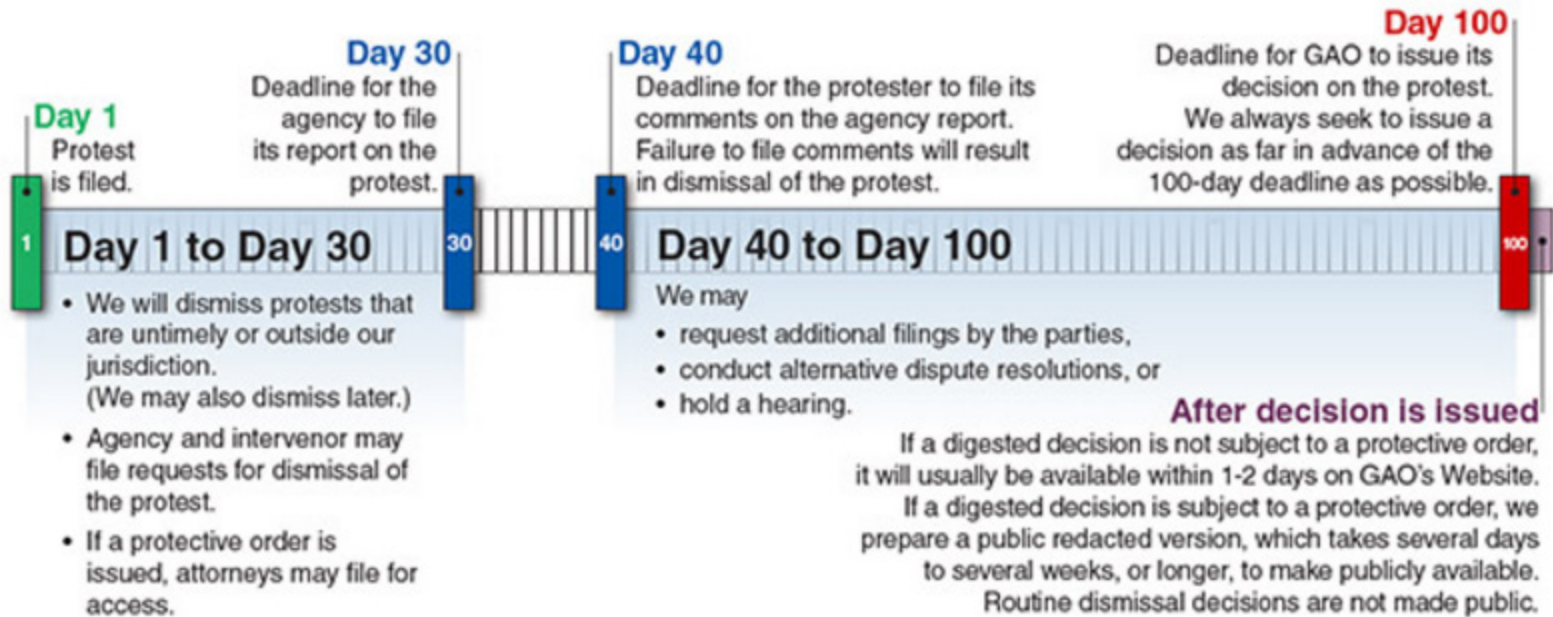 Day 1
Protest
is filed.
Day 30
Deadline for the
agency to file
its report on the
protest.
Day 40
Deadline for the protester to file its
comments on the agency report.
Failure to file comments will result
in dismissal of the protest.
Day 100
Deadline for GAO to issue its
decision on the protest.
We always seek to issue a
decision as far in advance of the
100-day deadline as possible.
1
Day 1 to Day 30
30
40
Day 40 to Day 100
100
• We will dismiss protests that
are untimely or outside our
jurisdiction.
(We may also dismiss later.)
• Agency and intervenor may
file requests for dismissal of
the protest.
• If a protective order is
issued, attorneys may file for
access.
We may
• request additional filings by the parties,
• conduct alternative dispute resolutions, or
• hold a hearing.
After decision is issued
If a digested decision is not subject to a protective order,
it will usually be available within 1-2 days on GAO's Website.
If a digested decision is subject to a protective order, we
prepare a public redacted version, which takes several days
to several weeks, or longer, to make publicly available.
Routine dismissal decisions are not made public.